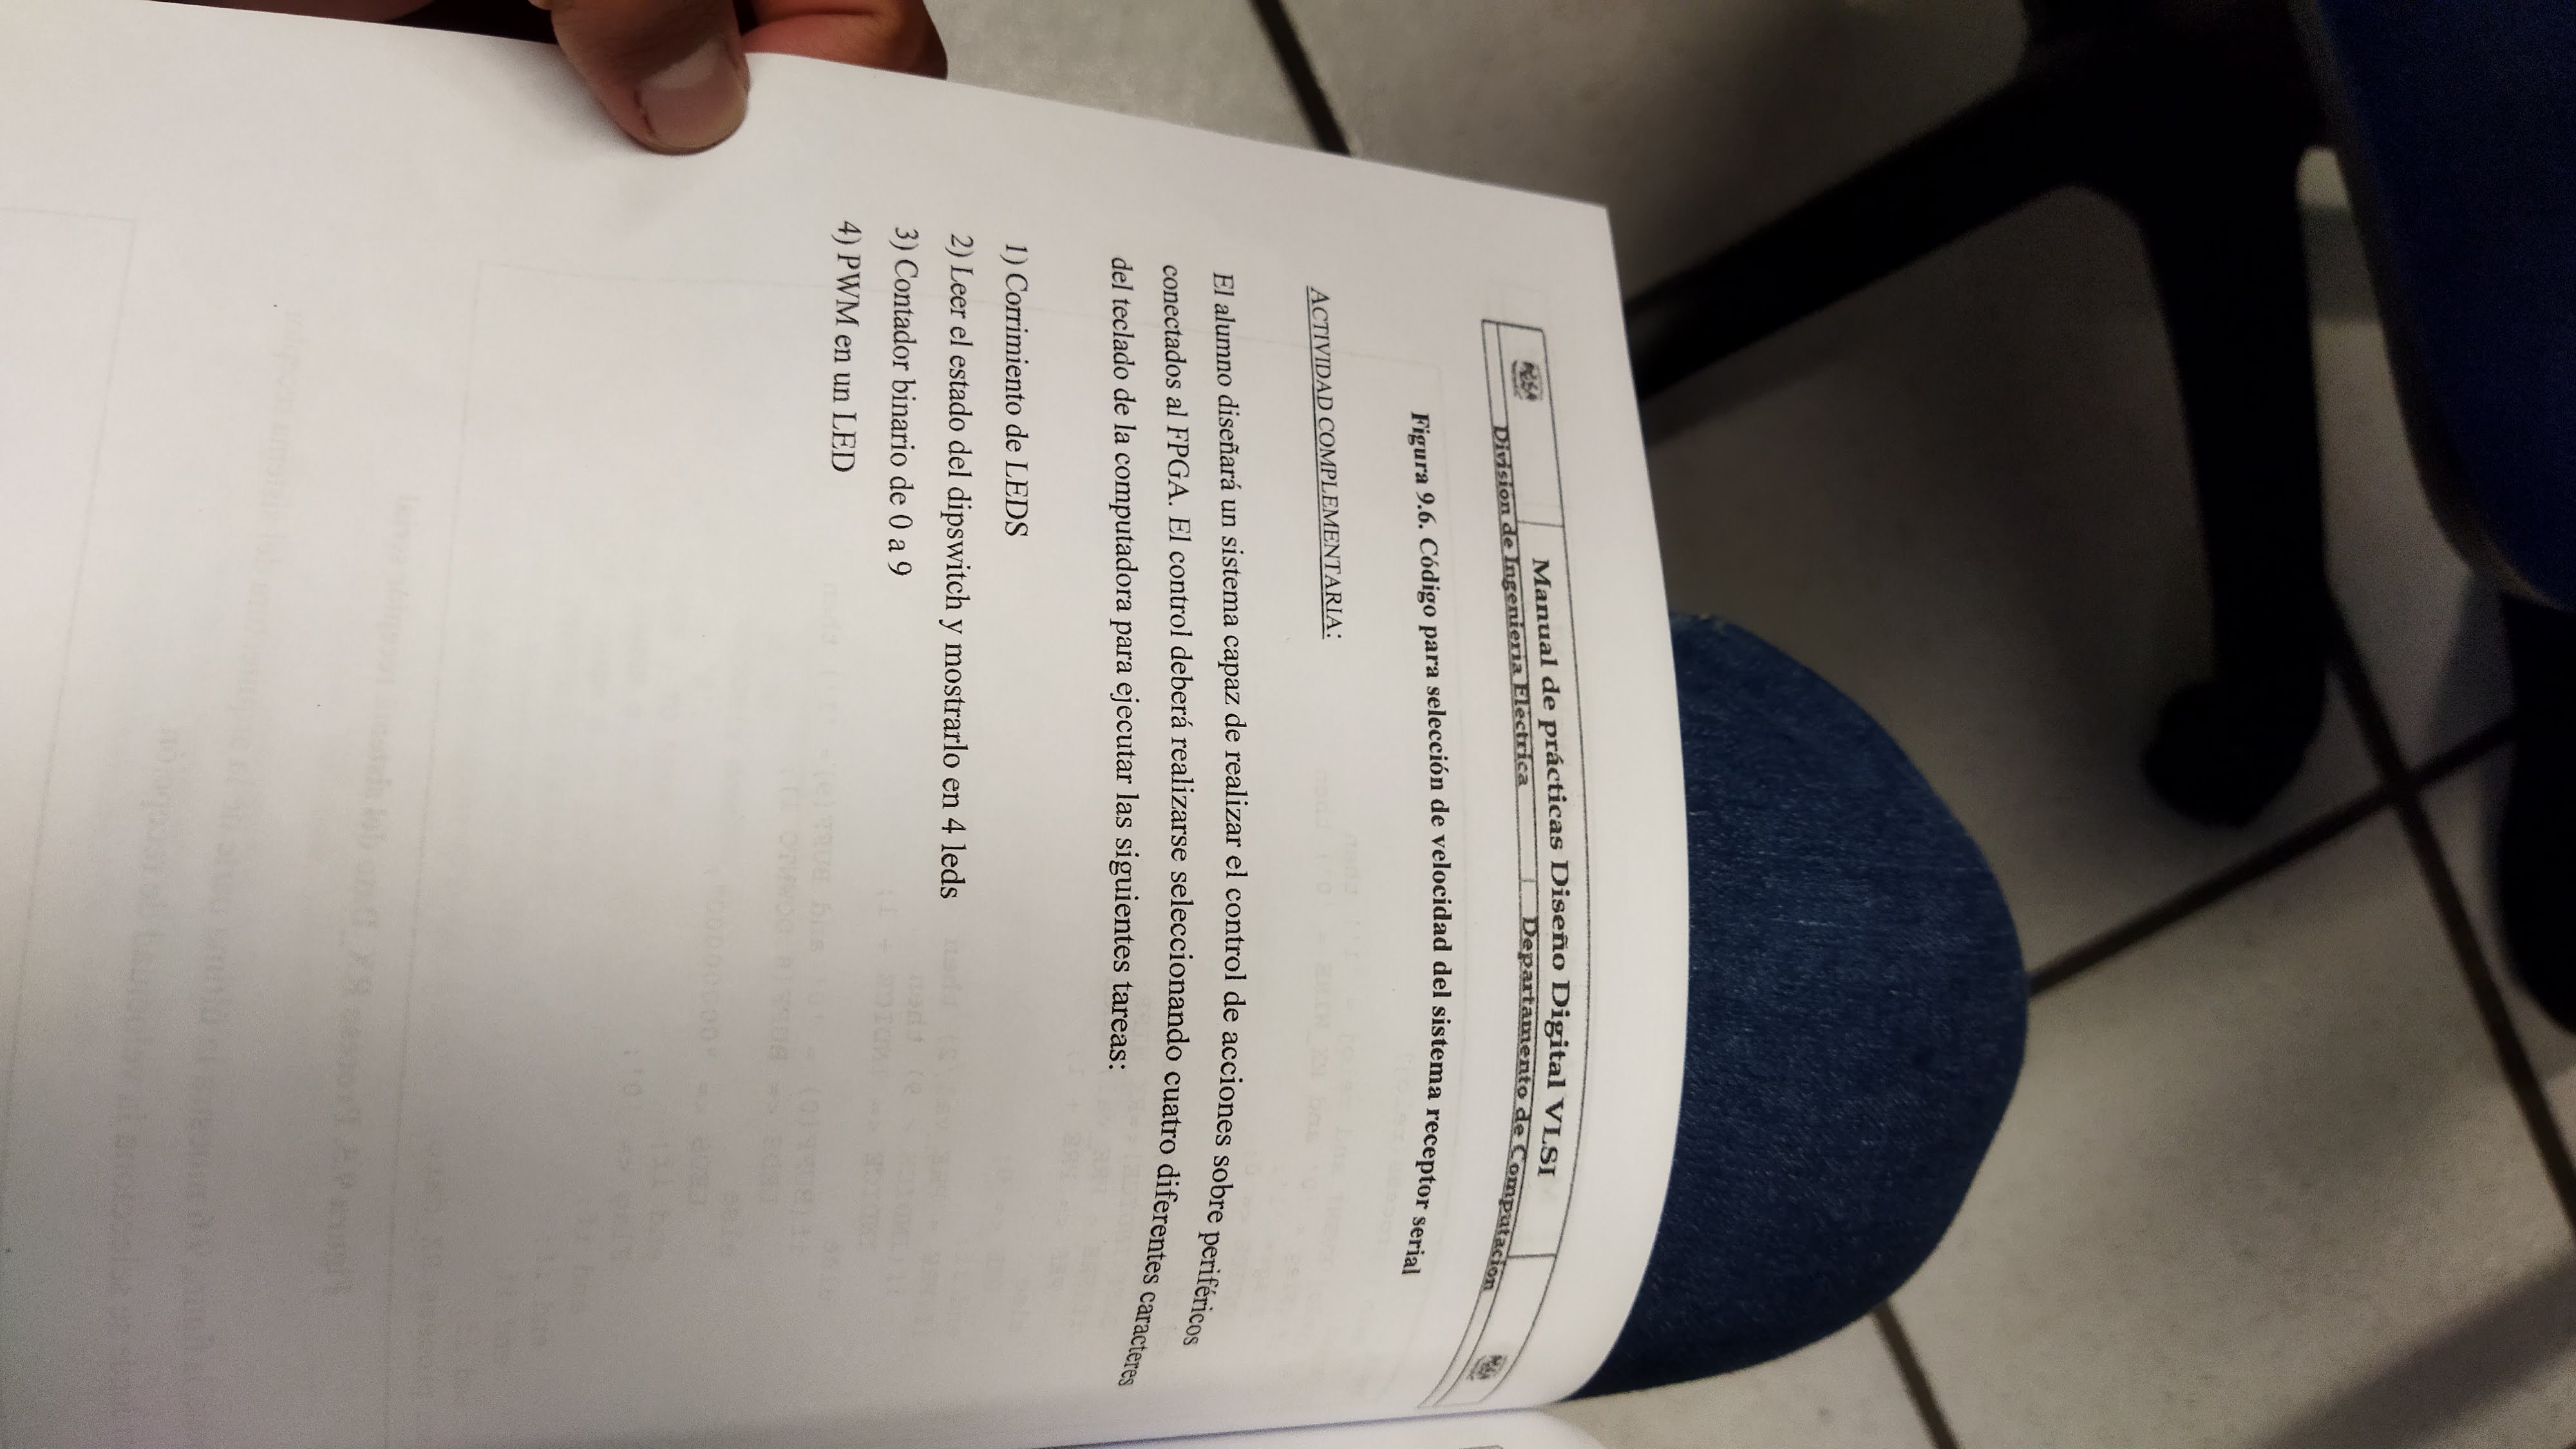 Manual de prácticas Diseño Digital VLSI
División de Ingeniería Eléctrica Departamento de Computación
Figura 9.6. Código para selección de velocidad del sistema receptor serial
ACTIVIDAD COMPLEMENTARIA:
El alumno diseñará un sistema capaz de realizar el control de acciones sobre periféricos
conectados al FPGA. El control deberá realizarse seleccionando cuatro diferentes caracteres
del teclado de la computadora para ejecutar las siguientes tareas:
1) Corrimiento de LEDS
2) Leer el estado del dipswitch y mostrarlo en 4 leds
3) Contador binario de 0 a 9
4) PWM en un LED